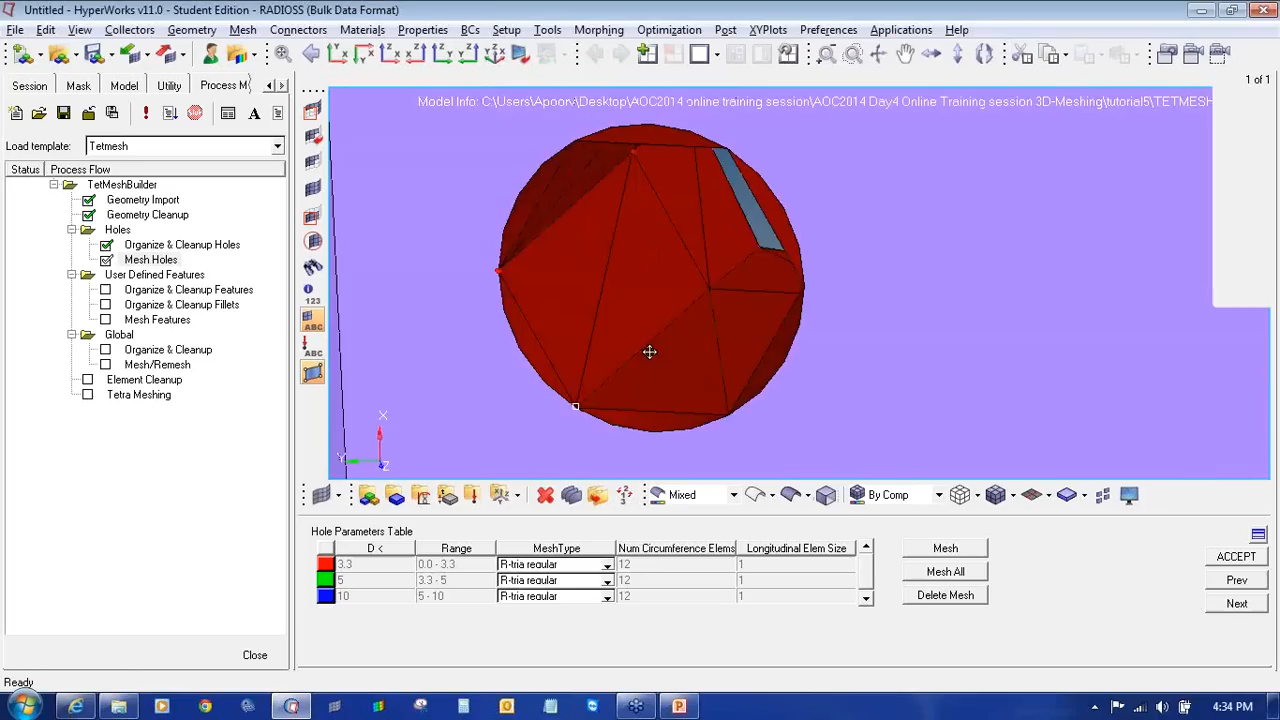 Untitled - HyperWorks v11.0 - Student Edition - RADIOSS (Bulk Data Format)
File Edit View Collectors Geometry Mesh Connectors Materials Properties BCs Setup Tools Morphing Optimization Post XYPlots Preferences Applications Help
Session Mask Model Utility Process M
Model Info: C:\Users\Apoorv\Desktop\AOC2014 online training session\AOC2014 Day4 Online Training session 3D-Meshing\tutorial5\TETMESH
1 of 1
Load template: Tetmesh
Status Process Flow
TetMeshBuilder
Geometry Import
Geometry Cleanup
Holes
Organize & Cleanup Holes
Mesh Holes
User Defined Features
Organize & Cleanup Features
Organize & Cleanup Fillets
Mesh Features
Global
Organize & Cleanup
Mesh/Remesh
Element Cleanup
Tetra Meshing
123
ABC
ABC
X
Y
Z
Mixed
By Comp
Hole Parameters Table
D < Range MeshType Num Circumference Elems Longitudinal Elem Size
3.3 0.0 - 3.3 R-tria regular 12 1
5 3.3 - 5 R-tria regular 12 1
10 5 - 10 R-tria regular 12 1
Mesh
Mesh All
Delete Mesh
ACCEPT
Prev
Next
Close
Ready
4:34 PM